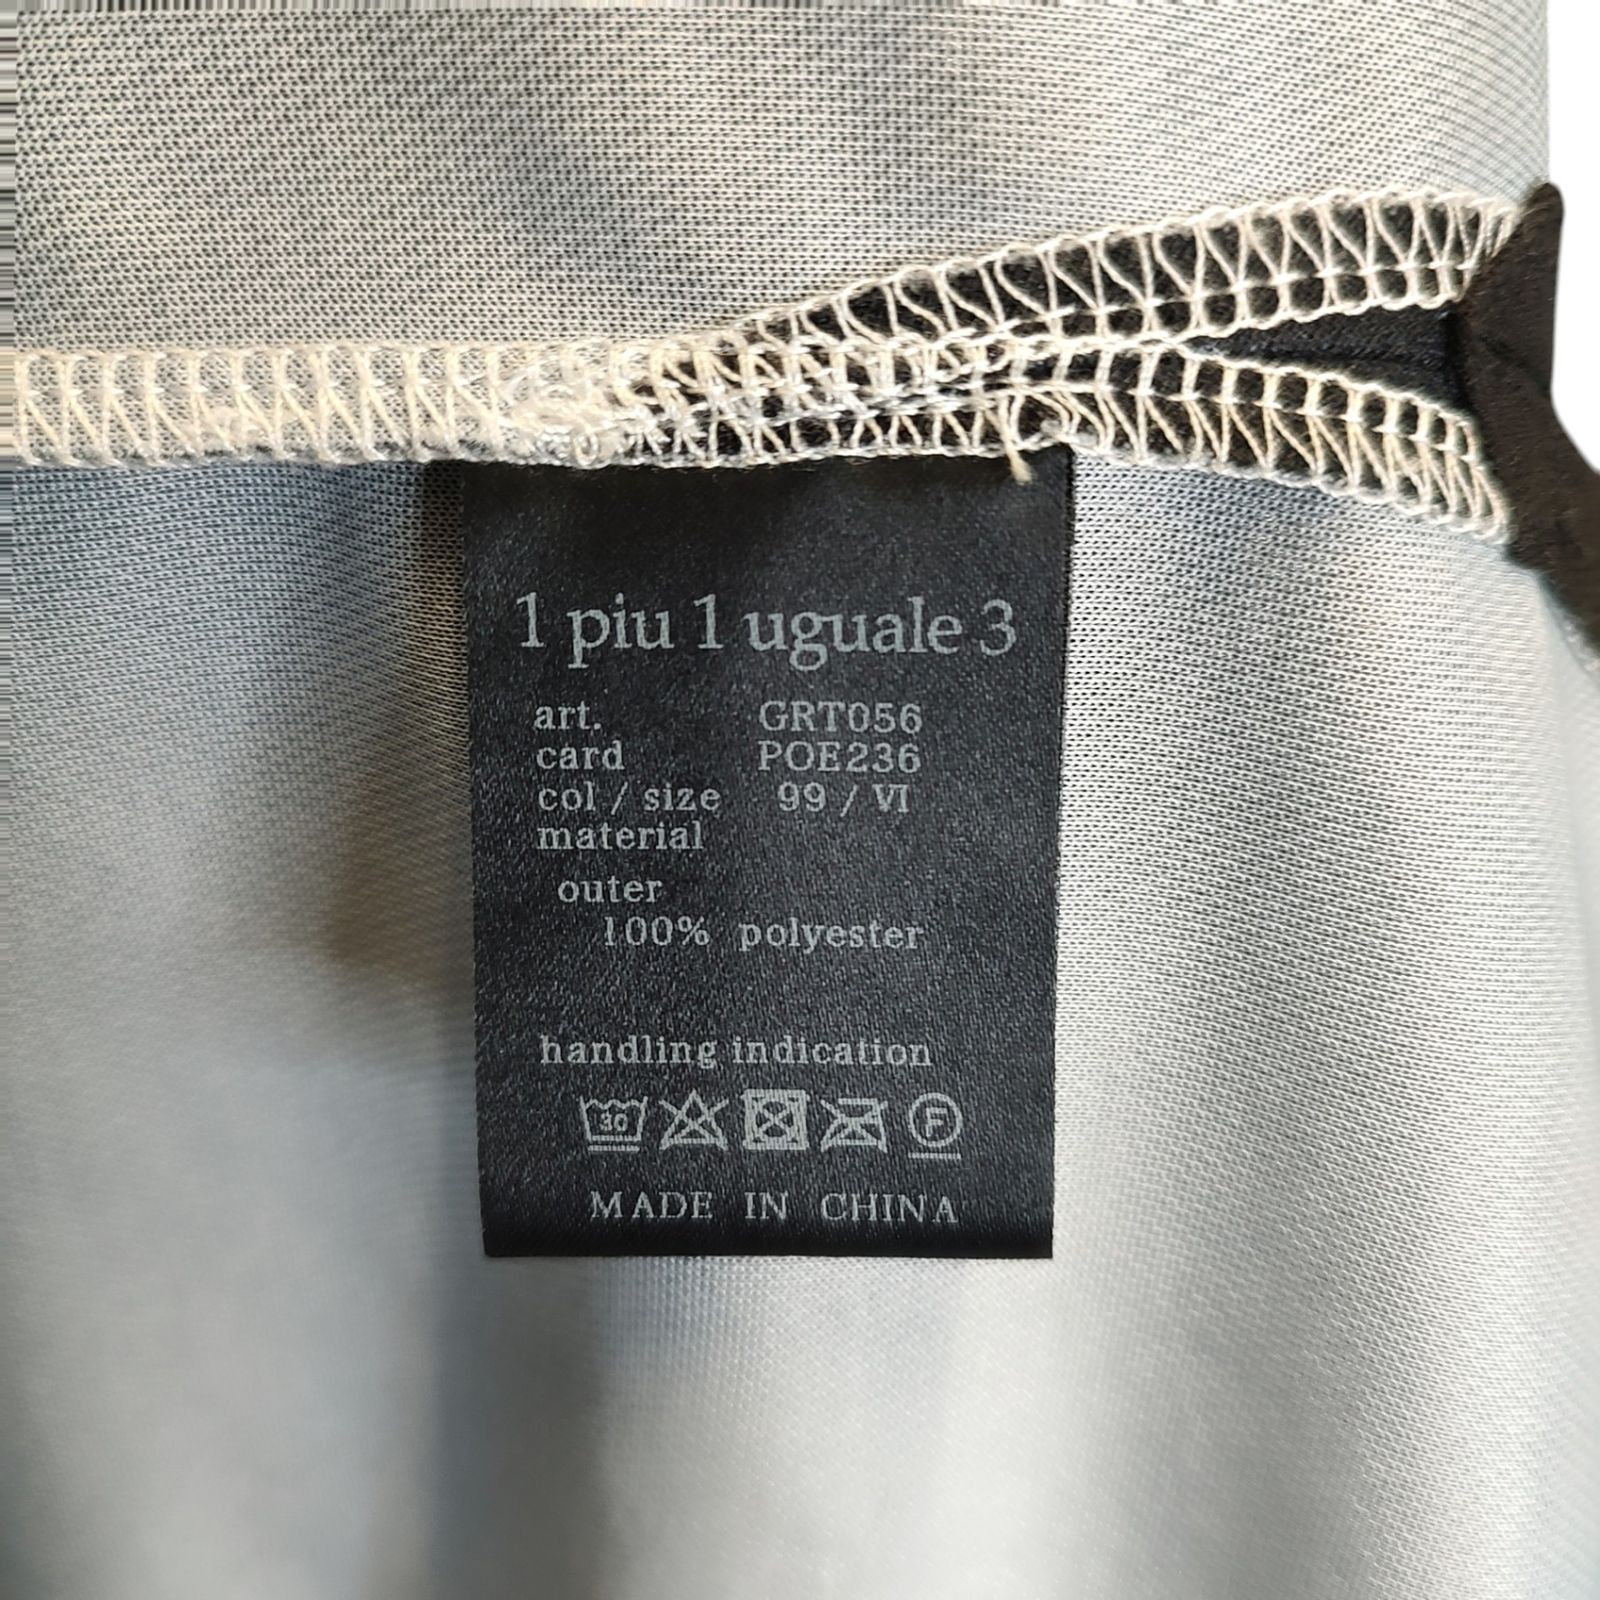 1 piu 1 uguale 3
art. GRT056
card POE236
col / size 99 / VI
material
outer
100% polyester
handling indication
30 F
MADE IN CHINA